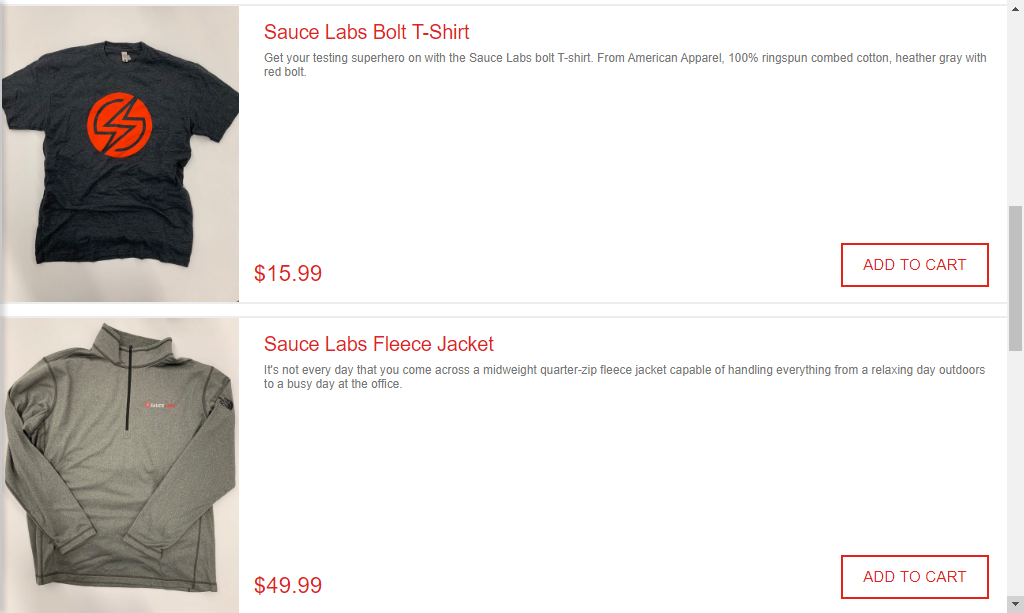 Sauce Labs Bolt T-Shirt
Get your testing superhero on with the Sauce Labs bolt T-shirt. From American Apparel, 100% ringspun combed cotton, heather gray with
red bolt.
$15.99
ADD TO CART
Sauce Labs Fleece Jacket
It's not every day that you come across a midweight quarter-zip fleece jacket capable of handling everything from a relaxing day outdoors
to a busy day at the office.
$49.99
ADD TO CART